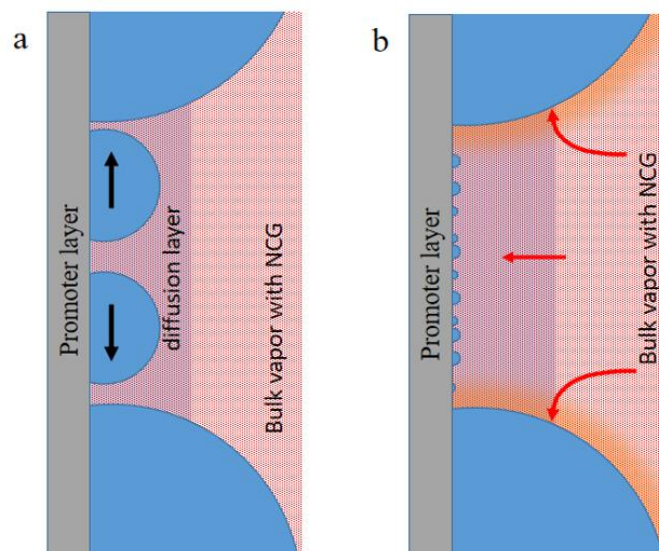 a
Promoter layer
diffusion layer
Bulk vapor with NCG
b
Promoter layer
Bulk vapor with NCG